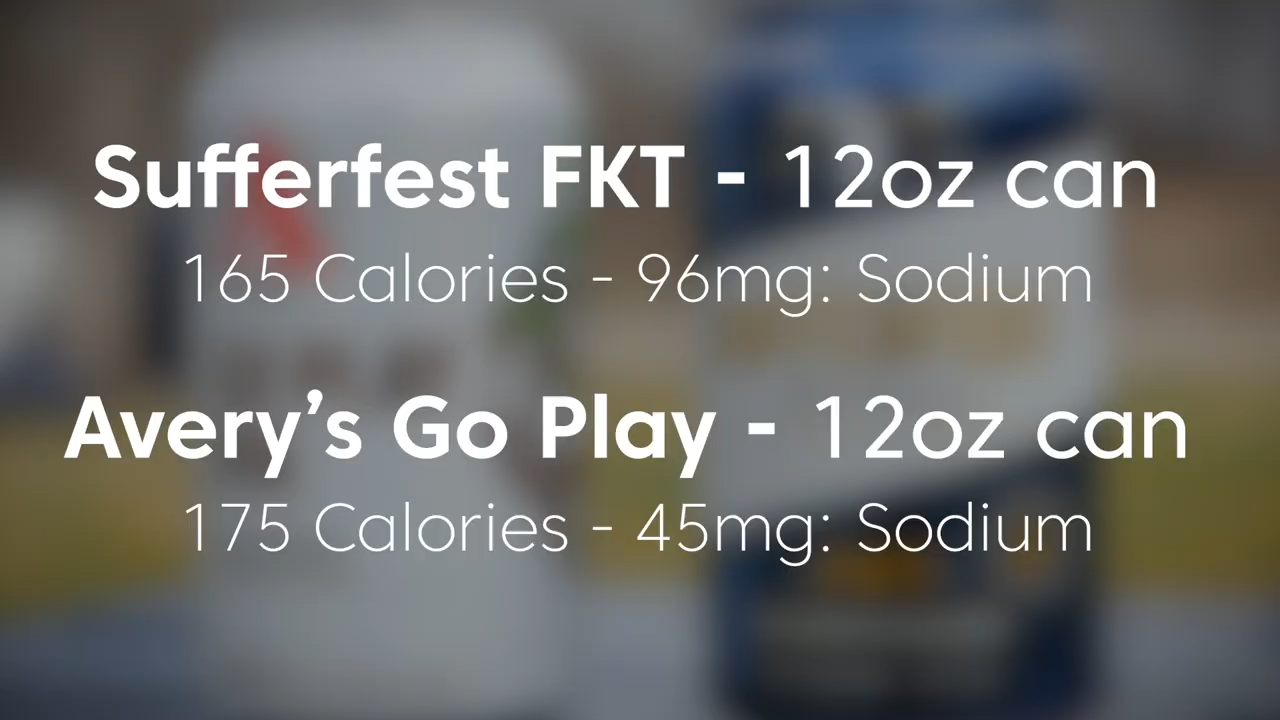 Sufferfest FKT - 12oz can
165 Calories - 96mg: Sodium
Avery’s Go Play - 12oz can
175 Calories - 45mg: Sodium